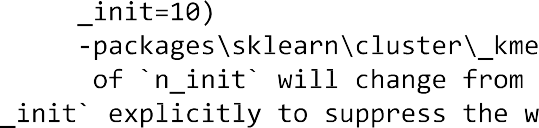 _init=10)
-packages\sklearn\cluster\_kme
of `n_init` will change from
_init` explicitly to suppress the w